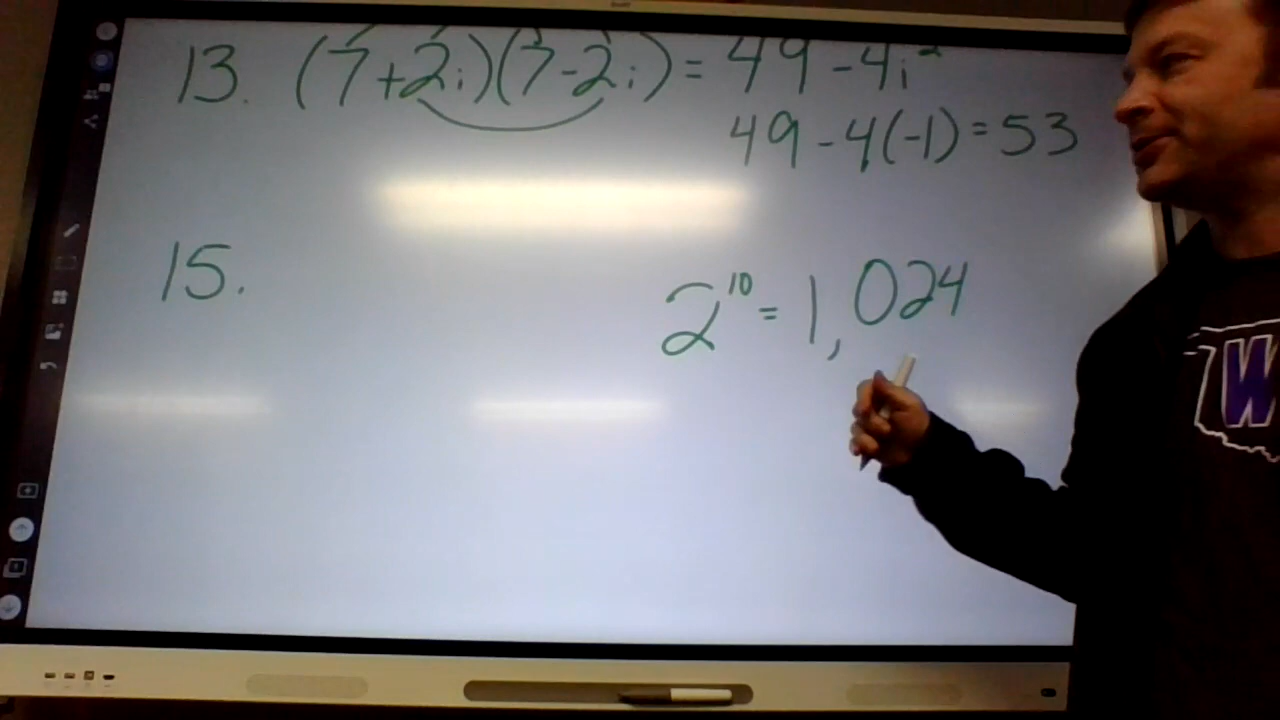 13. (7+2i)(7-2i) = 49 - 4i²
49 - 4(-1) = 53
15. 2¹⁰ = 1,024
W